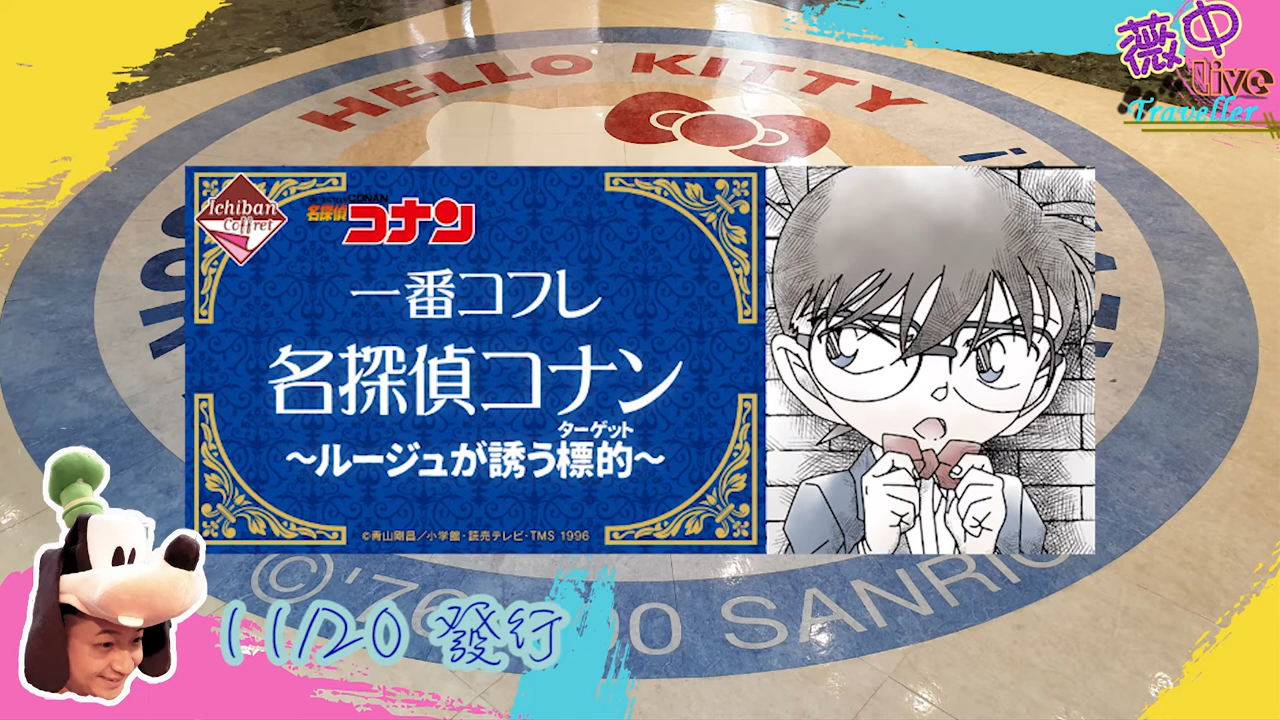 薇中
Live
Traveller
HELLO KITTY
Ichiban
Coffret
CONAN
名探偵
コナン
一番コフレ
名探偵コナン
ターゲット
~ルージュが誘う標的~
©青山剛昌/小学館・読売テレビ・TMS 1996
SANRIO
11/20 發行